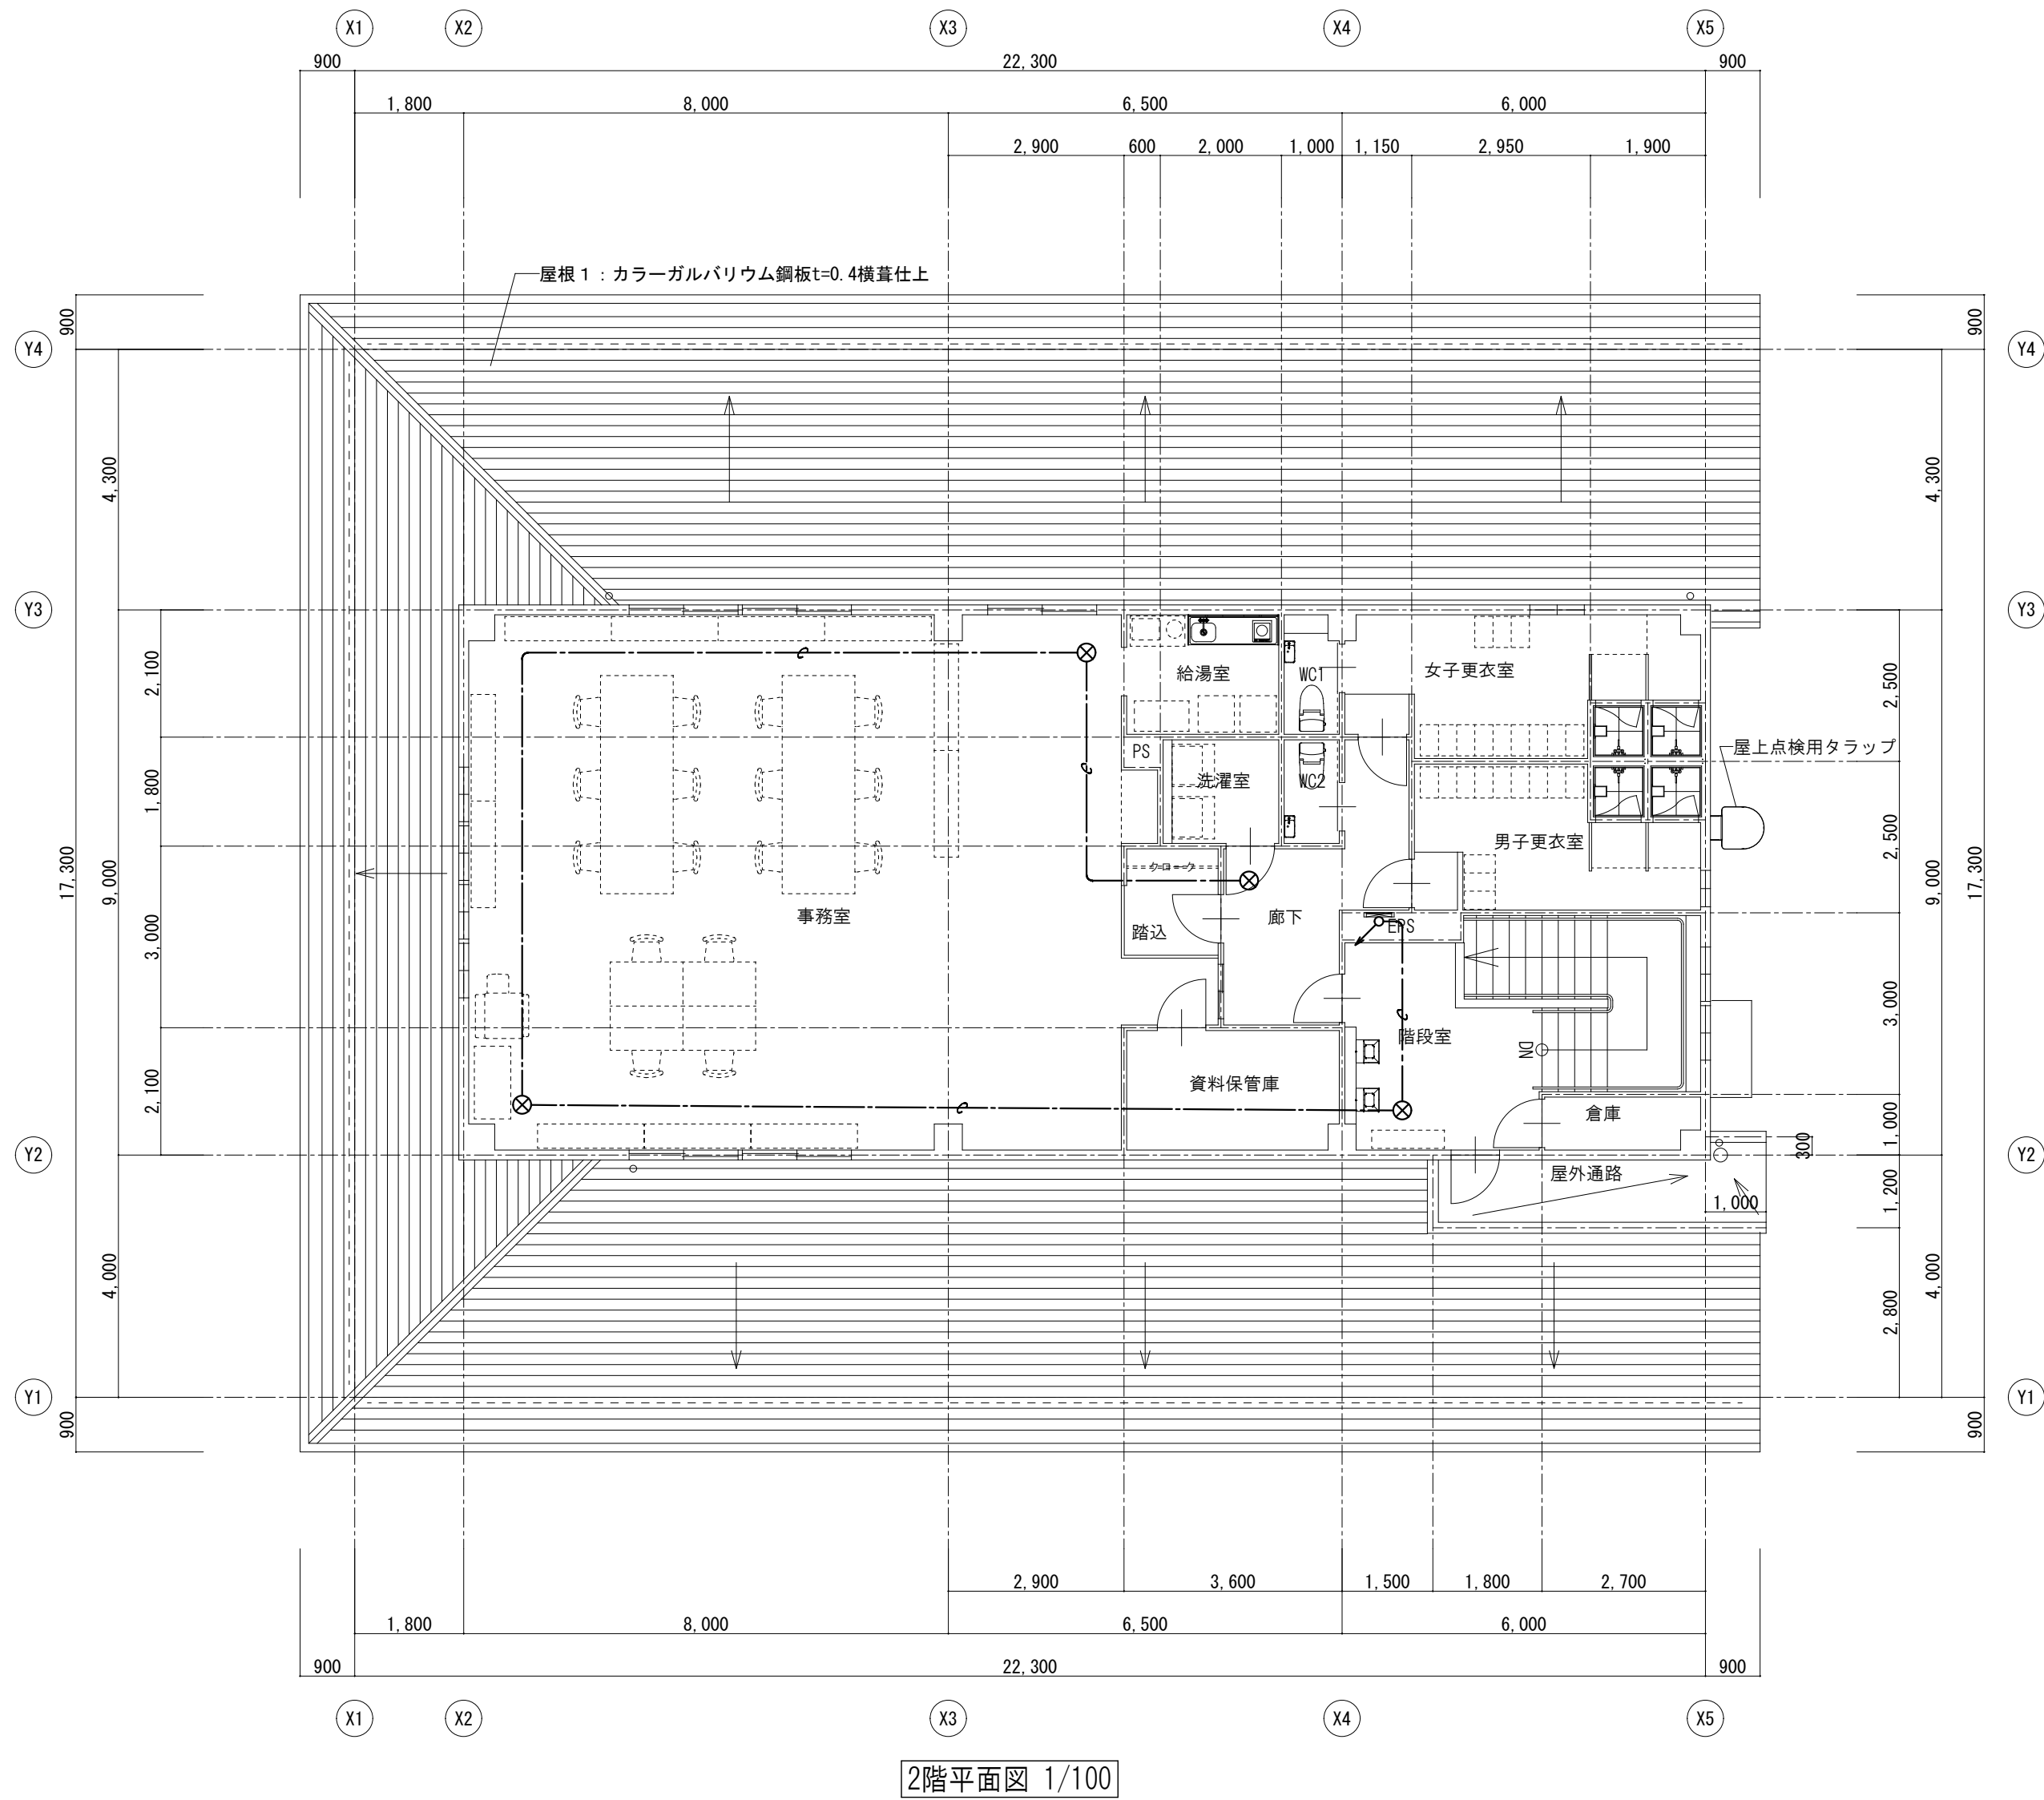 X1 X2 X3 X4 X5
900 22,300 900
1,800 8,000 6,500 6,000
2,900 600 2,000 1,000 1,150 2,950 1,900
屋根1：カラーガルバリウム鋼板t=0.4横葺仕上
900 900
Y4 Y4
4,300 4,300
Y3 Y3
2,100 2,500
給湯室 WC1 女子更衣室
PS 屋上点検用タラップ
1,800 洗濯室 WC2
男子更衣室 2,500
クローク
17,300 9,000 9,000 17,300
事務室 廊下 EPS
3,000 踏込 3,000
階段室 DN
2,100 資料保管庫
倉庫 1,000
300
Y2 Y2
屋外通路
1,000 1,200
4,000 2,800 4,000
Y1 Y1
900 900
2,900 3,600 1,500 1,800 2,700
1,800 8,000 6,500 6,000
900 22,300 900
X1 X2 X3 X4 X5
2階平面図 1/100